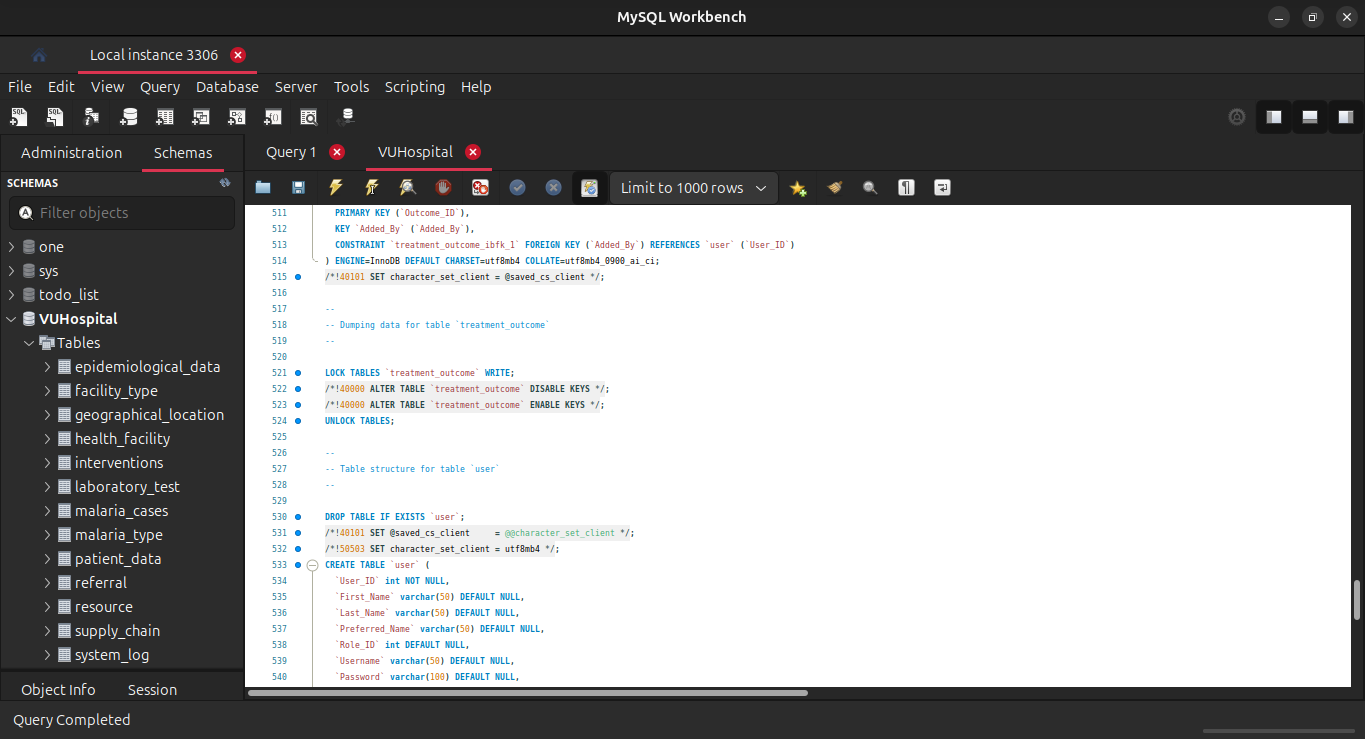 MySQL Workbench
Local instance 3306
File Edit View Query Database Server Tools Scripting Help
Administration Schemas
Query 1 VUHospital
SCHEMAS
Limit to 1000 rows
Filter objects
one
sys
todo_list
VUHospital
Tables
epidemiological_data
facility_type
geographical_location
health_facility
interventions
laboratory_test
malaria_cases
malaria_type
patient_data
referral
resource
supply_chain
system_log
Object Info Session
511 PRIMARY KEY (`Outcome_ID`),
512 KEY `Added_By` (`Added_By`),
513 CONSTRAINT `treatment_outcome_ibfk_1` FOREIGN KEY (`Added_By`) REFERENCES `user` (`User_ID`)
514 ) ENGINE=InnoDB DEFAULT CHARSET=utf8mb4 COLLATE=utf8mb4_0900_ai_ci;
515 /*!40101 SET character_set_client = @saved_cs_client */;
516
517 --
518 -- Dumping data for table `treatment_outcome`
519 --
520
521 LOCK TABLES `treatment_outcome` WRITE;
522 /*!40000 ALTER TABLE `treatment_outcome` DISABLE KEYS */;
523 /*!40000 ALTER TABLE `treatment_outcome` ENABLE KEYS */;
524 UNLOCK TABLES;
525
526 --
527 -- Table structure for table `user`
528 --
529
530 DROP TABLE IF EXISTS `user`;
531 /*!40101 SET @saved_cs_client     = @@character_set_client */;
532 /*!50503 SET character_set_client = utf8mb4 */;
533 CREATE TABLE `user` (
534 `User_ID` int NOT NULL,
535 `First_Name` varchar(50) DEFAULT NULL,
536 `Last_Name` varchar(50) DEFAULT NULL,
537 `Preferred_Name` varchar(50) DEFAULT NULL,
538 `Role_ID` int DEFAULT NULL,
539 `Username` varchar(50) DEFAULT NULL,
540 `Password` varchar(100) DEFAULT NULL,
Query Completed